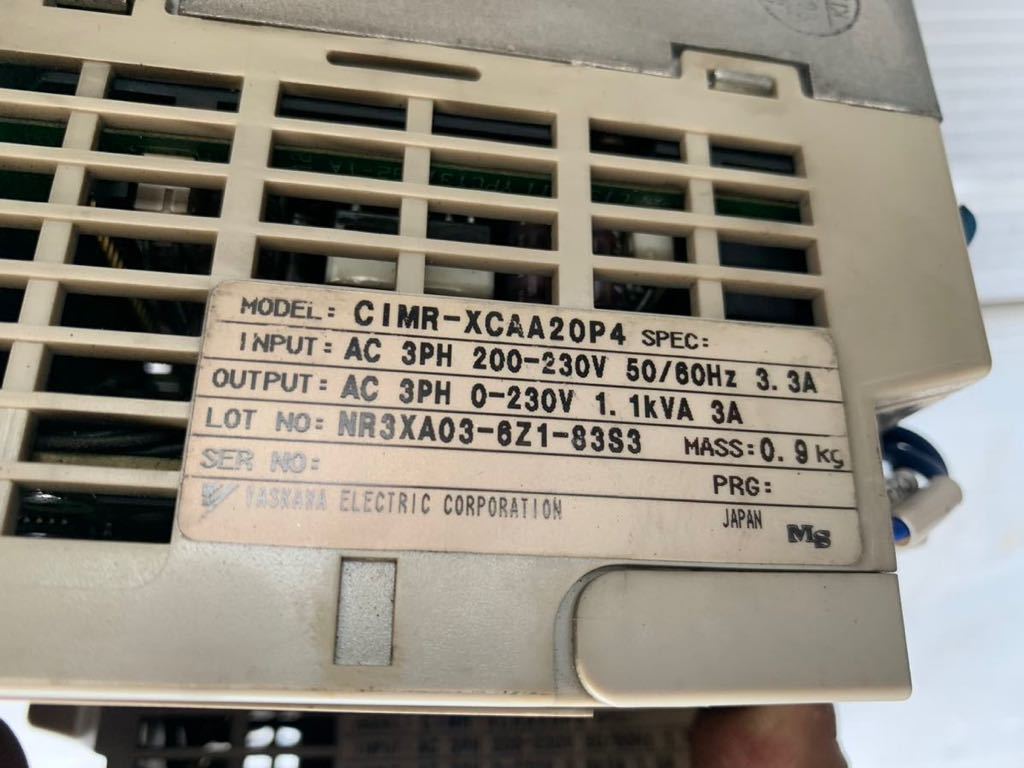 MODEL: CIMR-XCAA20P4 SPEC:
INPUT: AC 3PH 200-230V 50/60Hz 3.3A
OUTPUT: AC 3PH 0-230V 1.1kVA 3A
LOT NO: NR3XA03-6Z1-83S3 MASS: 0.9 kg
SER NO: PRG:
YASKAWA ELECTRIC CORPORATION JAPAN MS